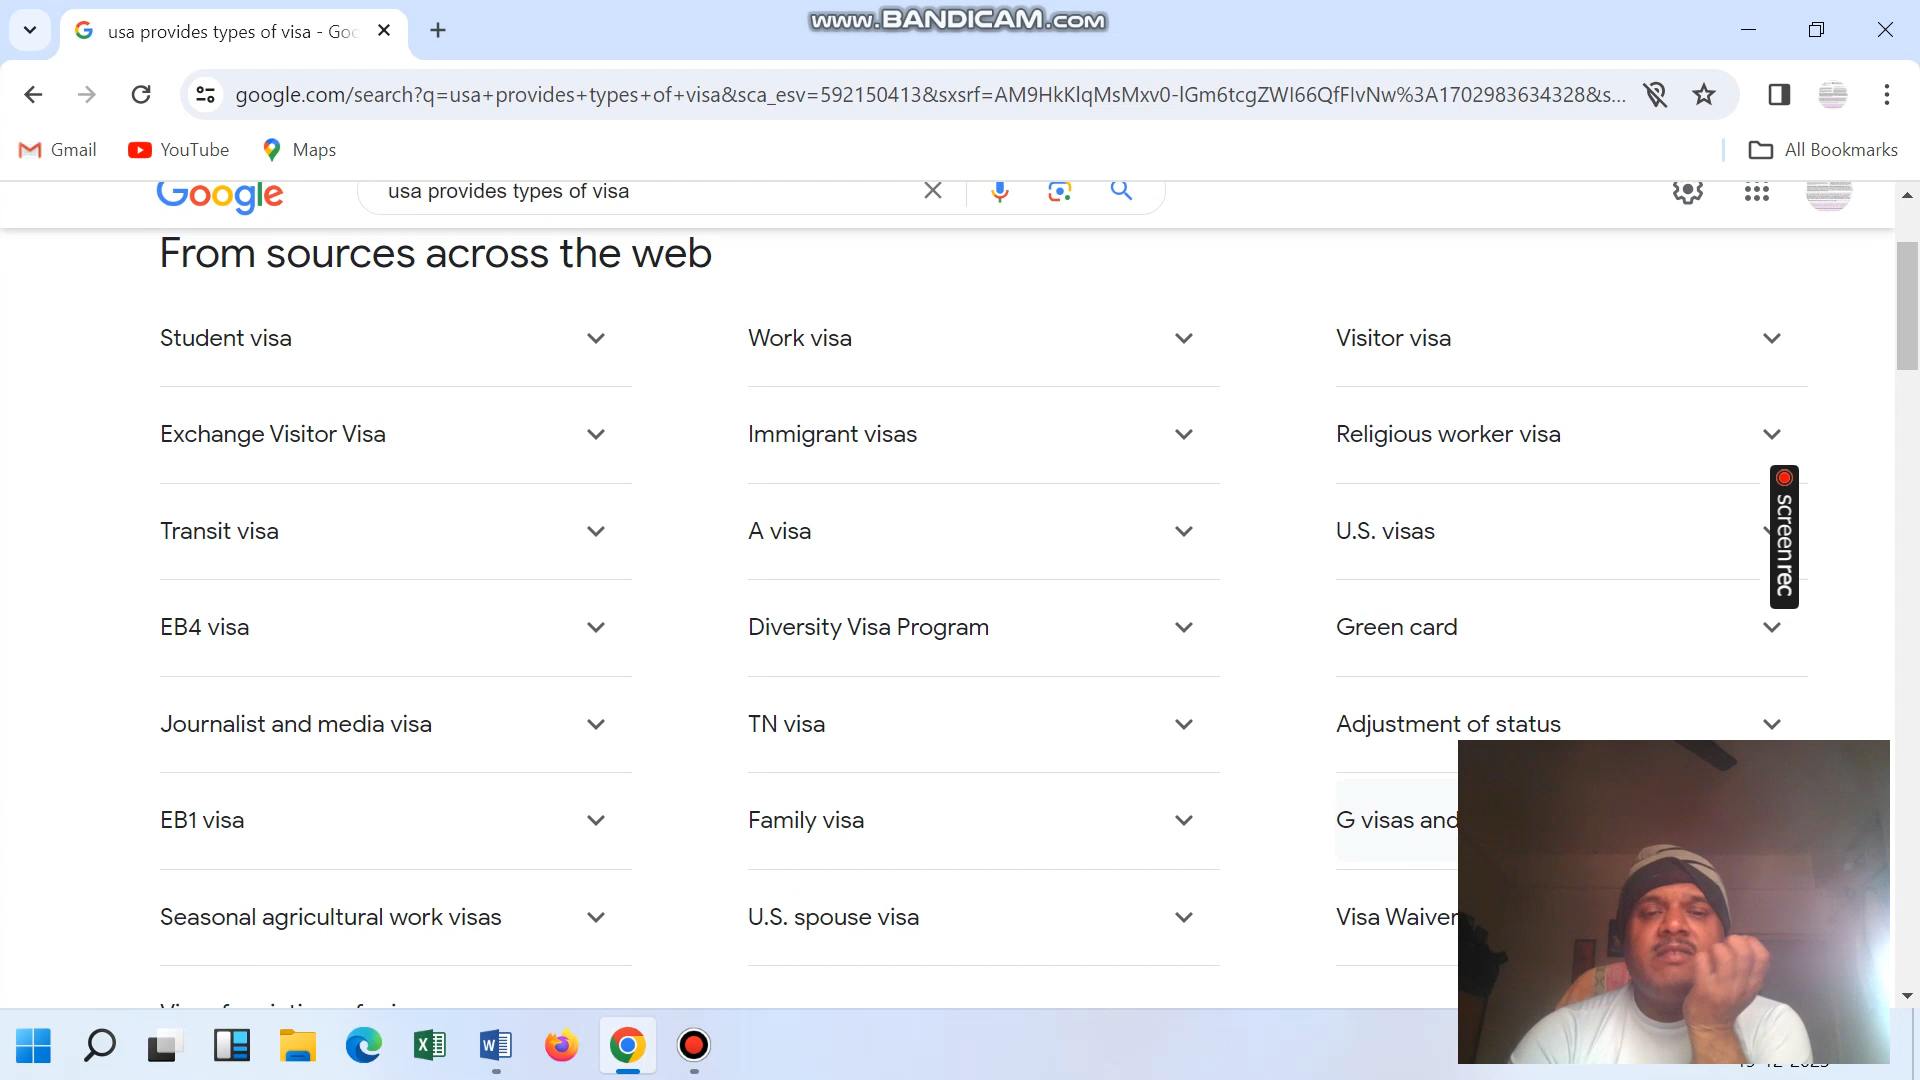 www.BANDICAM.com
usa provides types of visa - Goo
google.com/search?q=usa+provides+types+of+visa&sca_esv=592150413&sxsrf=AM9HkKlqMsMxv0-lGm6tcgZWI66QfFIvNw%3A1702983634328&s...
Gmail
YouTube
Maps
All Bookmarks
Google
usa provides types of visa
From sources across the web
Student visa
Work visa
Visitor visa
Exchange Visitor Visa
Immigrant visas
Religious worker visa
Transit visa
A visa
U.S. visas
screenrec
EB4 visa
Diversity Visa Program
Green card
Journalist and media visa
TN visa
Adjustment of status
EB1 visa
Family visa
G visas and
Seasonal agricultural work visas
U.S. spouse visa
Visa Waiver